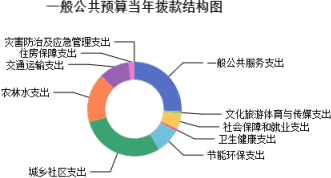 一般公共预算当年拨款结构图
灾害防治及应急管理支出
住房保障支出
交通运输支出
农林水支出
城乡社区支出
一般公共服务支出
文化旅游体育与传媒支出
社会保障和就业支出
卫生健康支出
节能环保支出